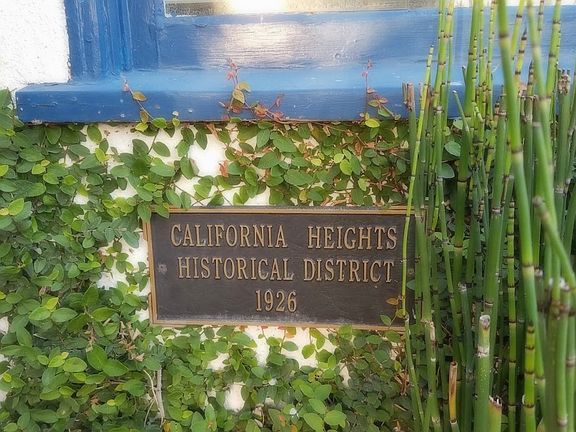 CALIFORNIA HEIGHTS
HISTORICAL DISTRICT
1926